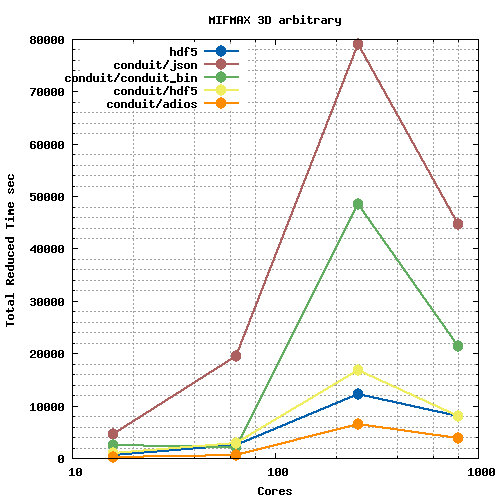 MIFMAX 3D arbitrary
80000
70000
60000
50000
40000
30000
20000
10000
0
Total Reduced Time sec
hdf5
conduit/json
conduit/conduit_bin
conduit/hdf5
conduit/adios
10
100
1000
Cores